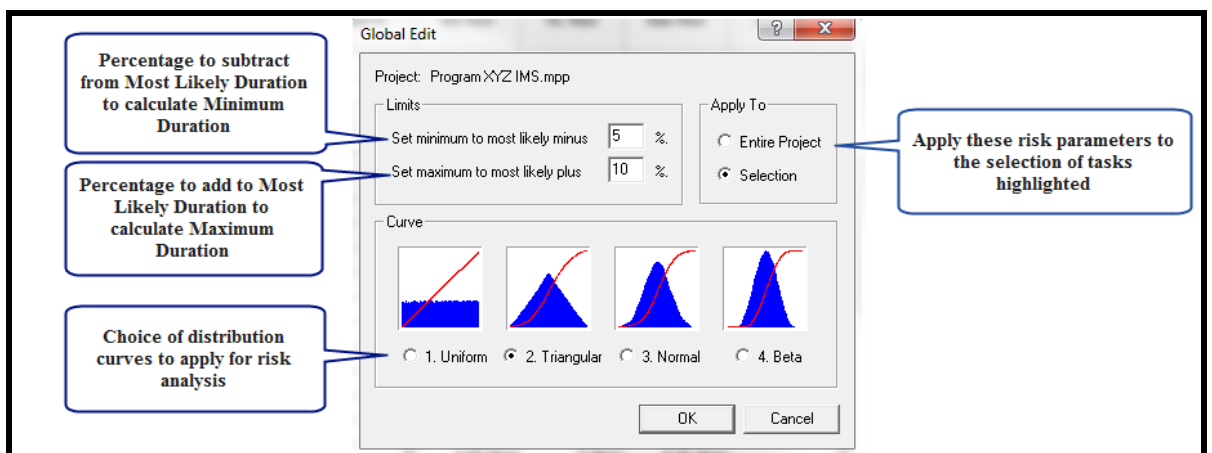 Percentage to subtract
from Most Likely Duration
to calculate Minimum
Duration
Percentage to add to Most
Likely Duration to
calculate Maximum
Duration
Choice of distribution
curves to apply for risk
analysis
Global Edit
Project: Program XYZ IMS.mpp
Limits
Set minimum to most likely minus 5 %.
Set maximum to most likely plus 10 %.
Apply To
Entire Project
Selection
Curve
1. Uniform 2. Triangular 3. Normal 4. Beta
OK Cancel
Apply these risk parameters to
the selection of tasks
highlighted